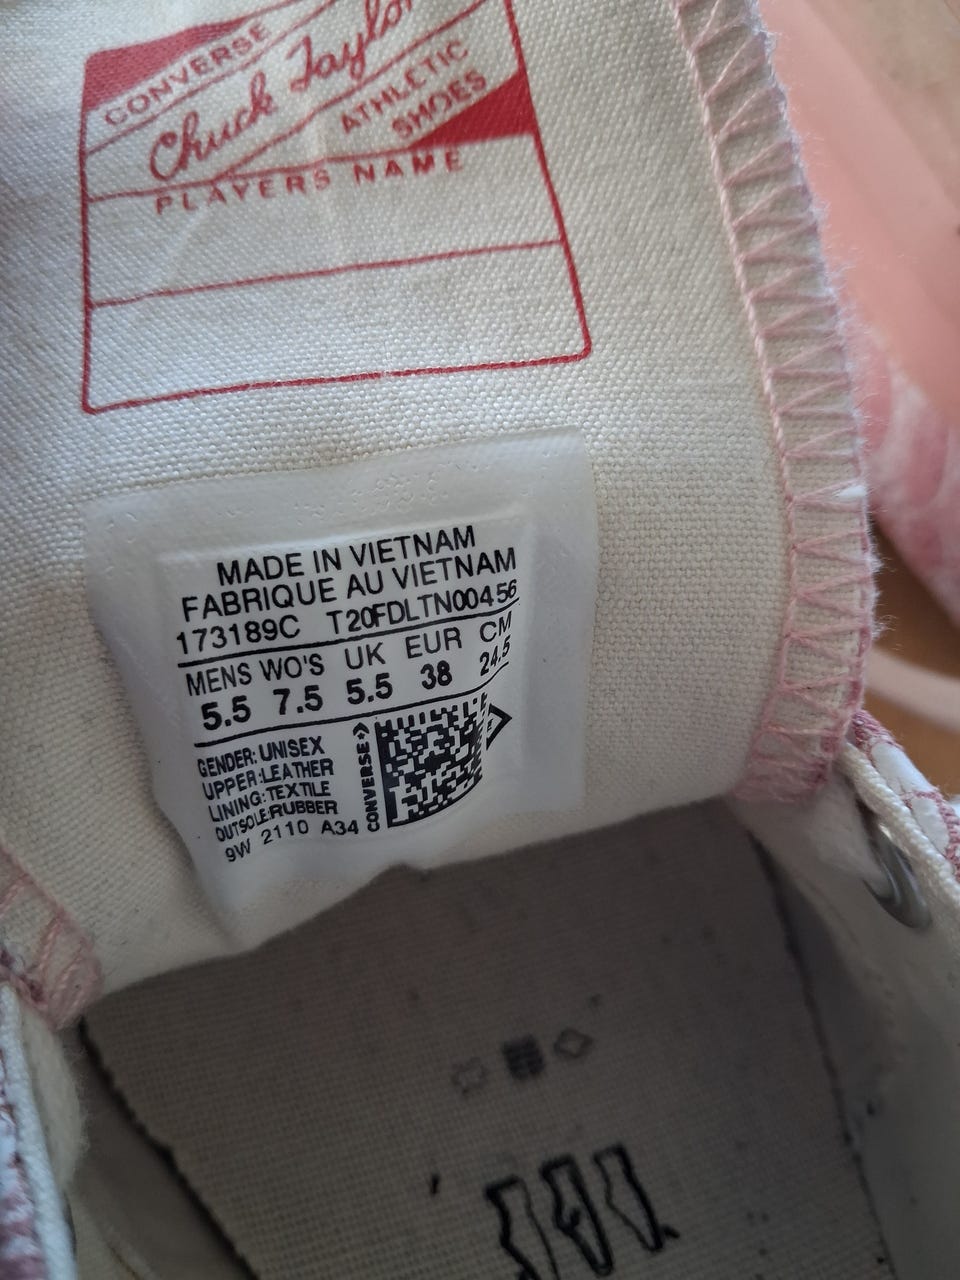 CONVERSE
Chuck Taylor
ATHLETIC
SHOES
PLAYERS NAME
MADE IN VIETNAM
FABRIQUE AU VIETNAM
173189C T20FDLTN00456
MENS WO'S UK EUR CM
5.5 7.5 5.5 38 24.5
GENDER: UNISEX
UPPER:LEATHER
LINING:TEXTILE
OUTSOLE:RUBBER
9W 2110 A34
CONVERSE